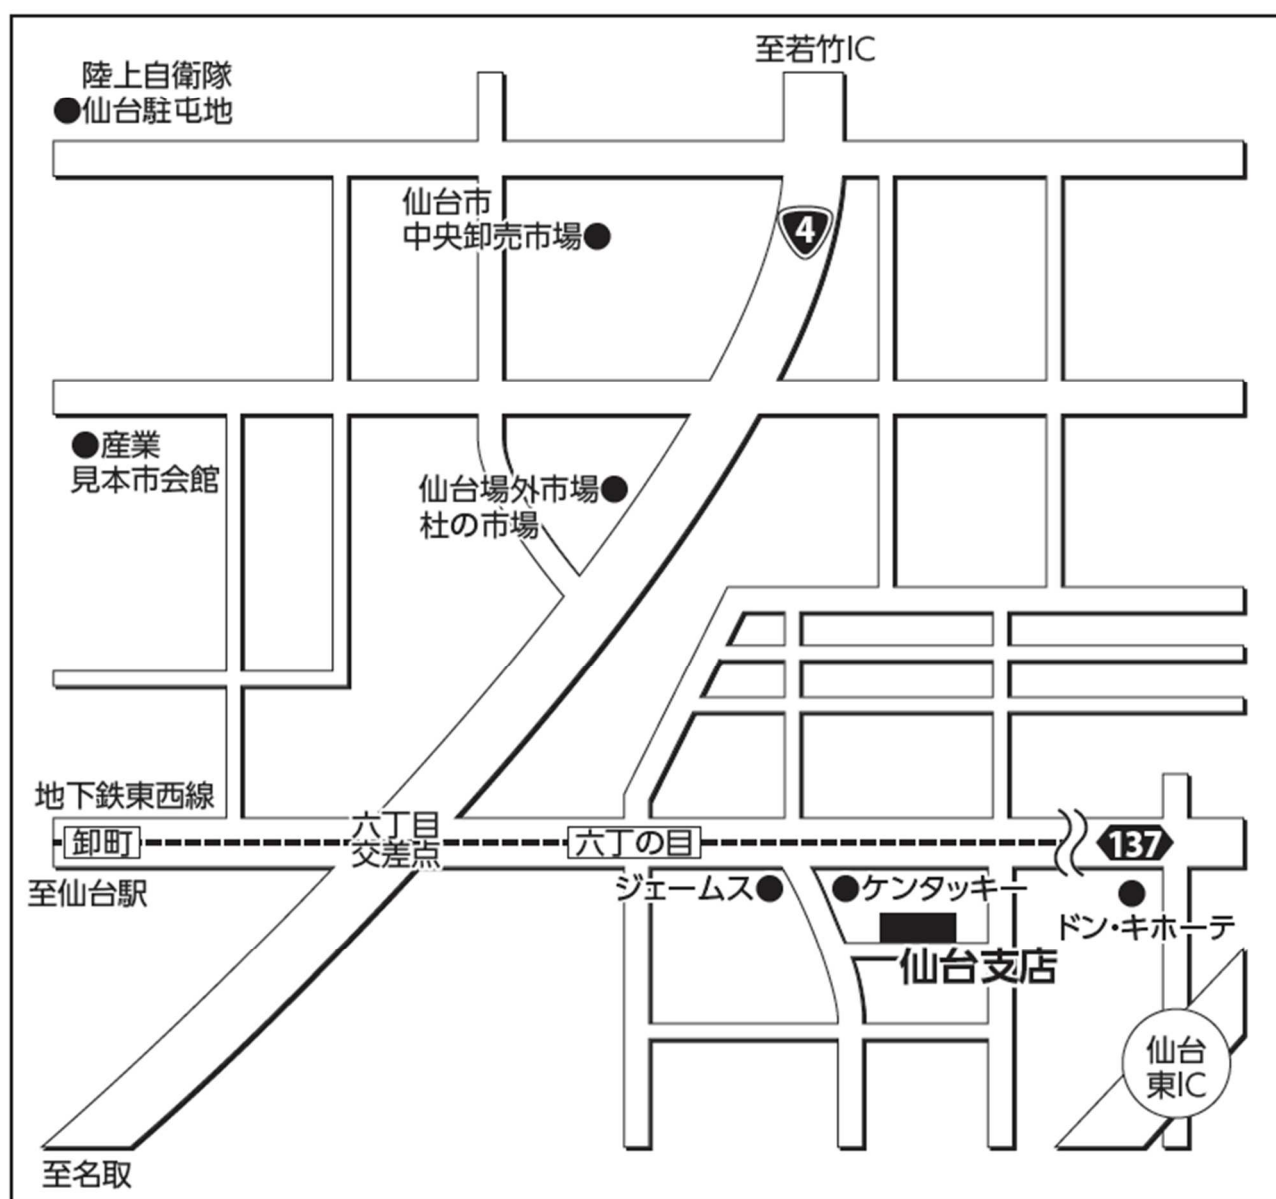 至若竹IC
陸上自衛隊
仙台駐屯地
仙台市
中央卸売市場
4
産業
見本市会館
仙台場外市場
杜の市場
地下鉄東西線
卸町
六丁目
交差点
六丁の目
137
至仙台駅
ジェームス
ケンタッキー
ドン・キホーテ
仙台支店
仙台
東IC
至名取